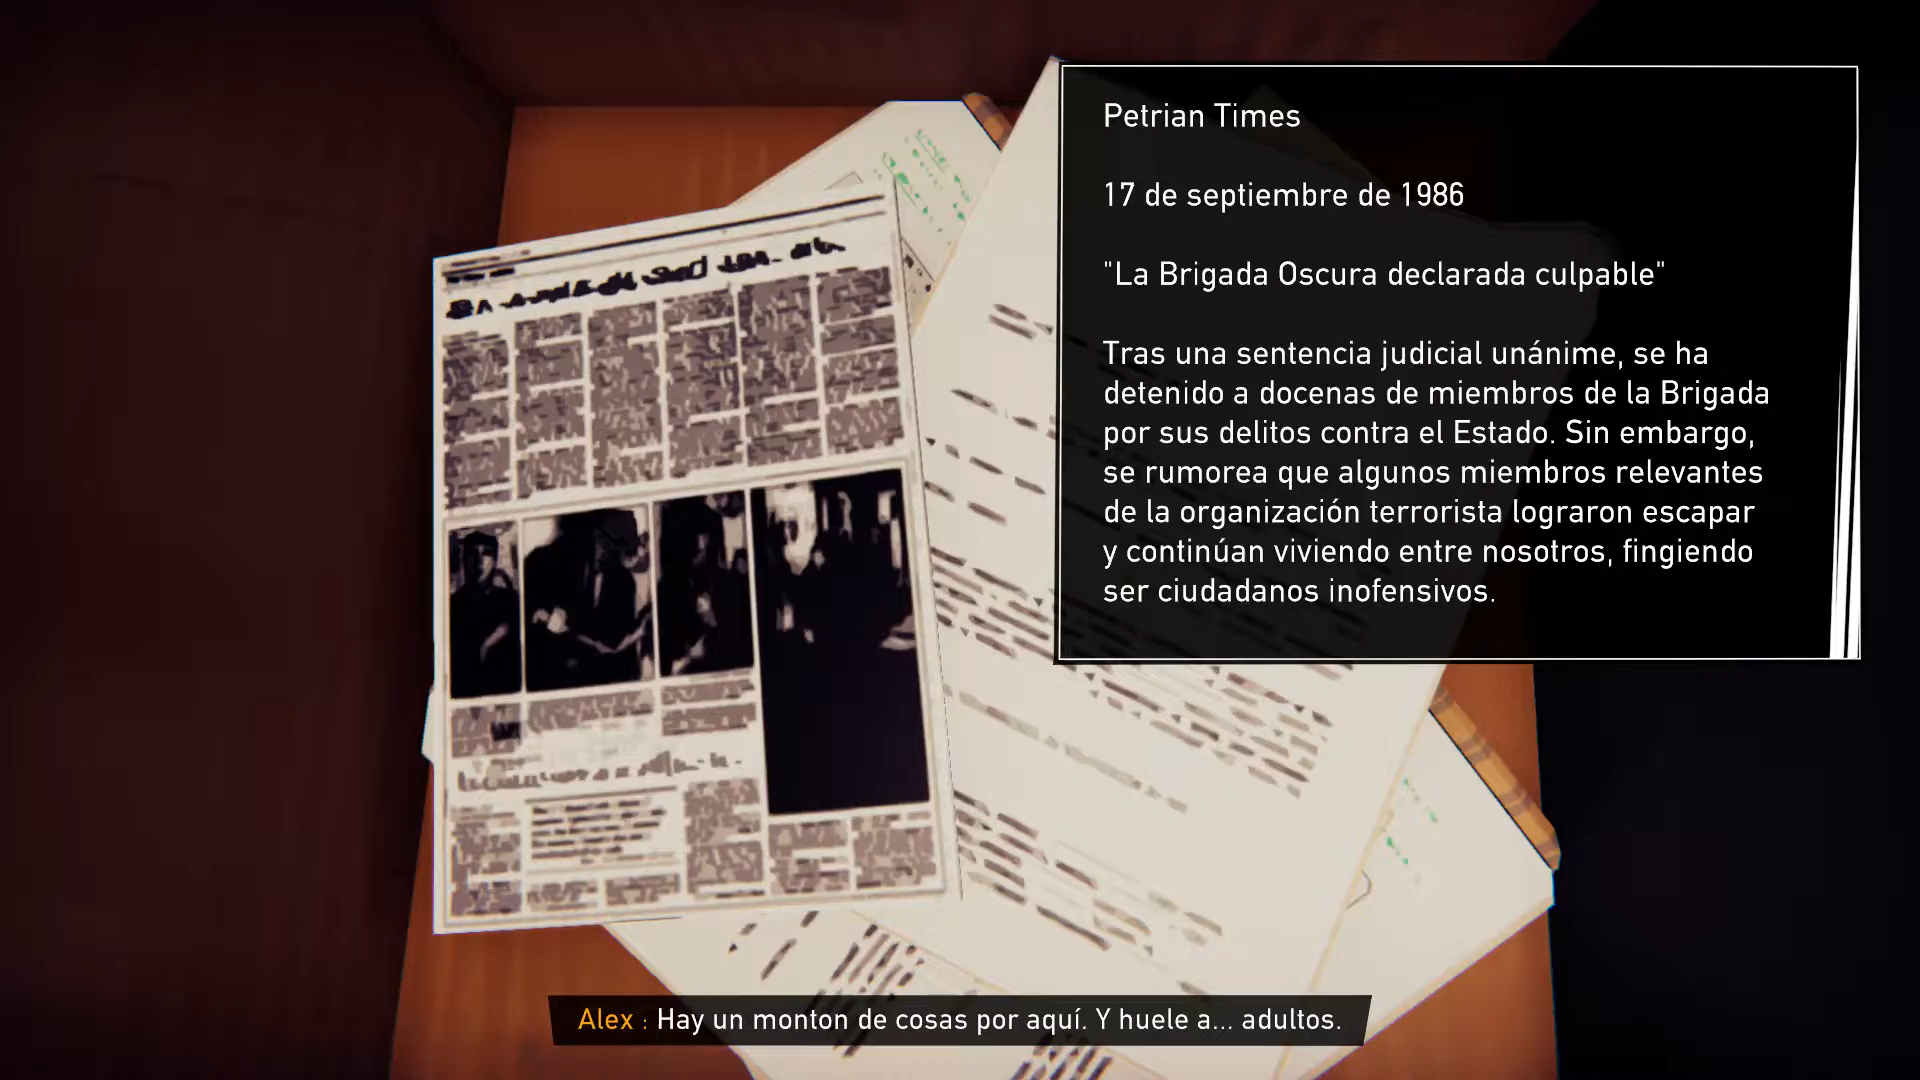 Petrian Times
17 de septiembre de 1986
"La Brigada Oscura declarada culpable"
Tras una sentencia judicial unánime, se ha
detenido a docenas de miembros de la Brigada
por sus delitos contra el Estado. Sin embargo,
se rumorea que algunos miembros relevantes
de la organización terrorista lograron escapar
y continúan viviendo entre nosotros, fingiendo
ser ciudadanos inofensivos.
Alex : Hay un monton de cosas por aquí. Y huele a... adultos.